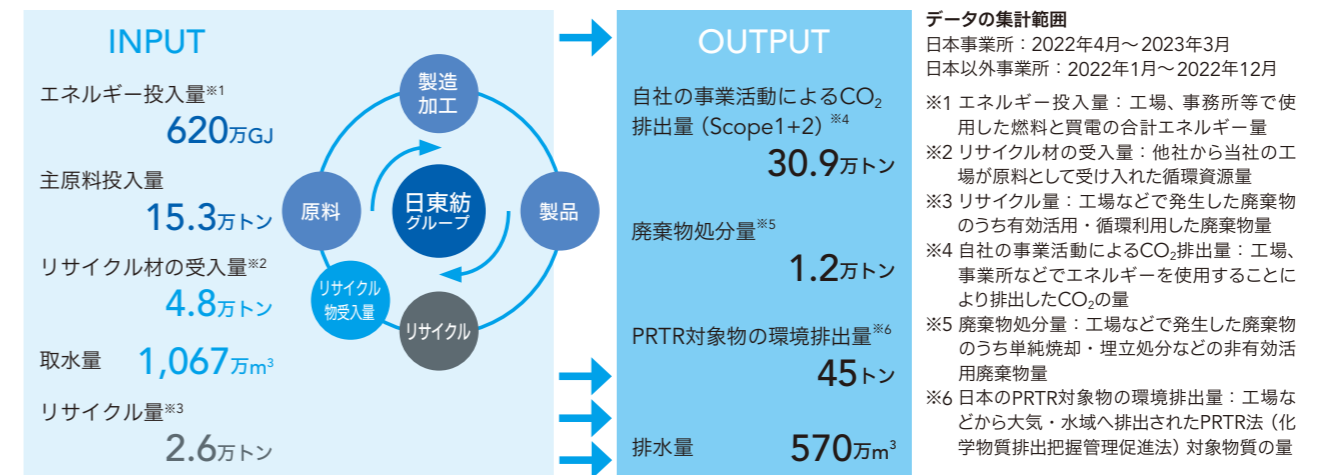 INPUT
エネルギー投入量※1
620万GJ
主原料投入量
15.3万トン
リサイクル材の受入量※2
4.8万トン
取水量 1,067万m³
リサイクル量※3
2.6万トン
製造
加工
原料
日東紡
グループ
製品
リサイクル
物受入量
リサイクル
OUTPUT
自社の事業活動によるCO₂
排出量（Scope1+2）※4
30.9万トン
廃棄物処分量※5
1.2万トン
PRTR対象物の環境排出量※6
45トン
排水量 570万m³
データの集計範囲
日本事業所：2022年4月～2023年3月
日本以外事業所：2022年1月～2022年12月
※1 エネルギー投入量：工場、事務所等で使
用した燃料と買電の合計エネルギー量
※2 リサイクル材の受入量：他社から当社の工
場が原料として受け入れた循環資源量
※3 リサイクル量：工場などで発生した廃棄物
のうち有効活用・循環利用した廃棄物量
※4 自社の事業活動によるCO₂排出量：工場、
事業所などでエネルギーを使用することに
より排出したCO₂の量
※5 廃棄物処分量：工場などで発生した廃棄物
のうち単純焼却・埋立処分などの非有効活
用廃棄物量
※6 日本のPRTR対象物の環境排出量：工場な
どから大気・水域へ排出されたPRTR法（化
学物質排出把握管理促進法）対象物質の量